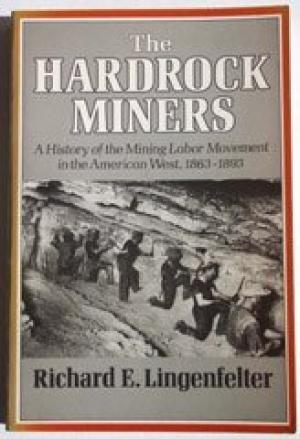 The
HARDROCK
MINERS
A History of the Mining Labor Movement
in the American West, 1863-1893
Richard E. Lingenfelter